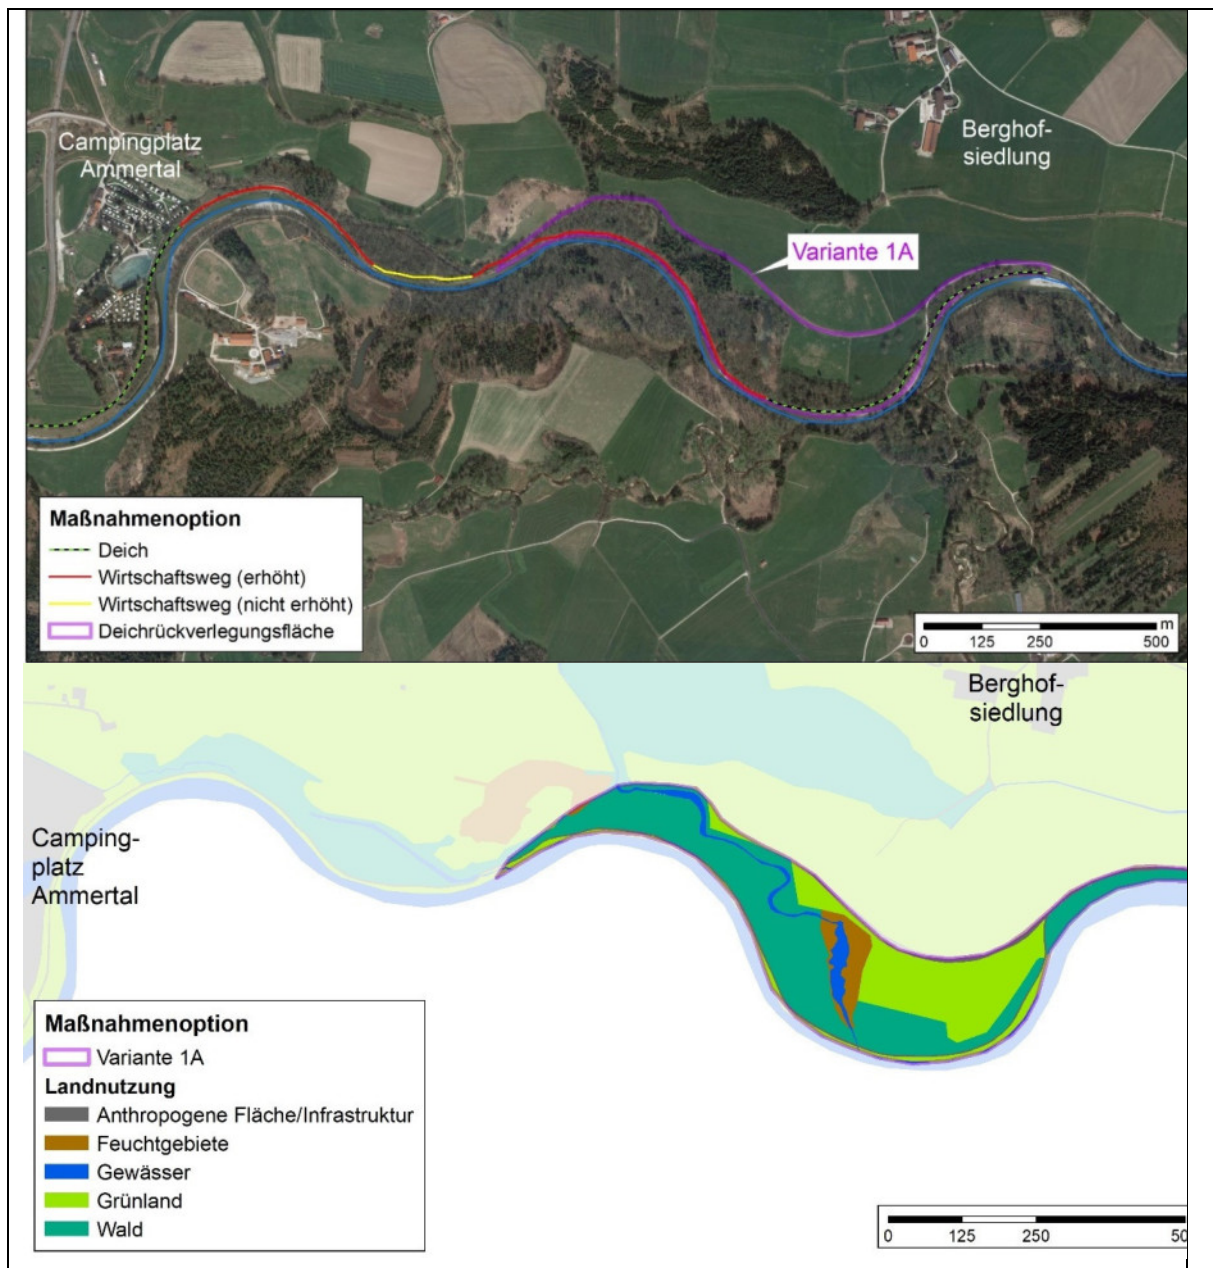 Campingplatz
Ammertal
Berghof-
siedlung
Variante 1A
Maßnahmenoption
Deich
Wirtschaftsweg (erhöht)
Wirtschaftsweg (nicht erhöht)
Deichrückverlegungsfläche
m
0 125 250 500
Berghof-
siedlung
Camping-
platz
Ammertal
Maßnahmenoption
Variante 1A
Landnutzung
Anthropogene Fläche/Infrastruktur
Feuchtgebiete
Gewässer
Grünland
Wald
0 125 250 50